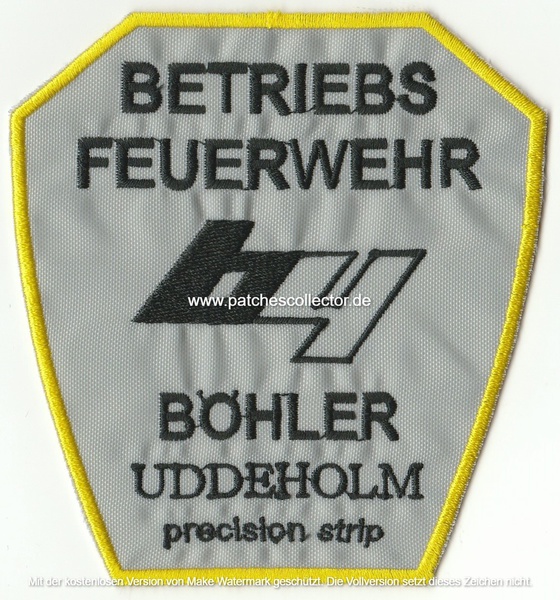 BETRIEBS
FEUERWEHR
www.patchescollector.de
BÖHLER
UDDEHOLM
precision strip
Mit der kostenlosen Version von Make Watermark geschützt. Die Vollversion setzt dieses Zeichen nicht.